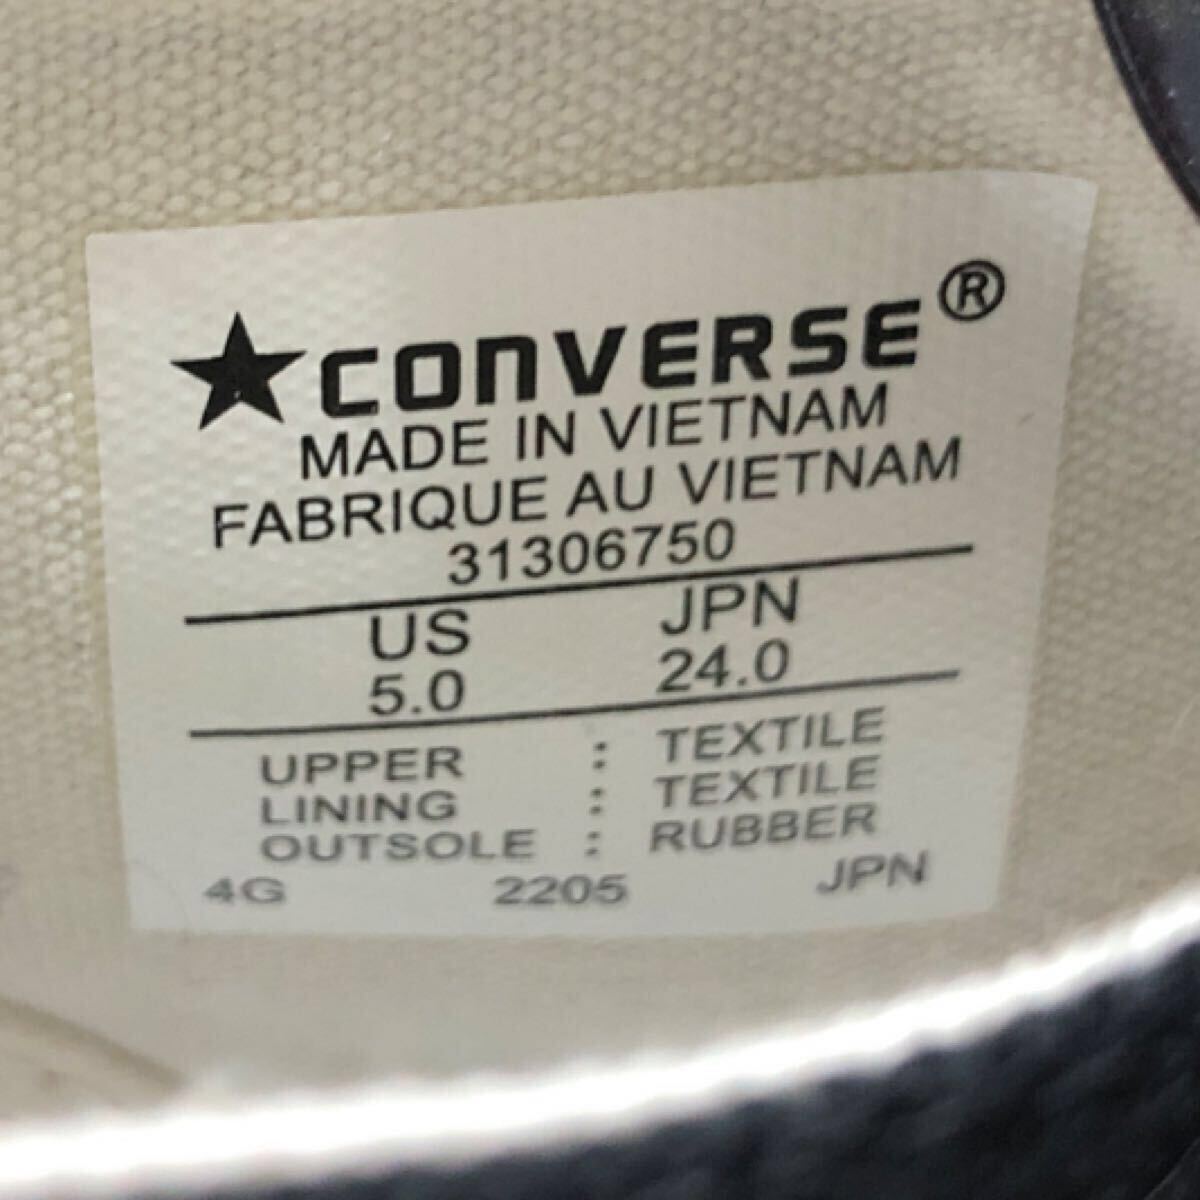 ★CONVERSE®
MADE IN VIETNAM
FABRIQUE AU VIETNAM
31306750
US JPN
5.0 24.0
UPPER : TEXTILE
LINING : TEXTILE
OUTSOLE : RUBBER
4G 2205 JPN